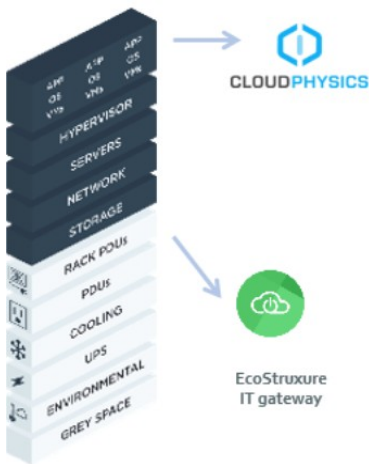 APP APP APP
OS OS OS
VMs VMs VMs
HYPERVISOR
SERVERS
NETWORK
STORAGE
RACK PDUs
PDUs
COOLING
UPS
ENVIRONMENTAL
GREY SPACE
CLOUDPHYSICS
EcoStruxure
IT gateway